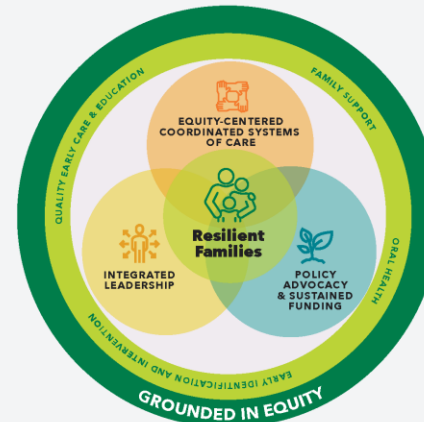 QUALITY EARLY CARE & EDUCATION
FAMILY SUPPORT
EQUITY-CENTERED
COORDINATED SYSTEMS
OF CARE
Resilient
Families
INTEGRATED
LEADERSHIP
POLICY
ADVOCACY
& SUSTAINED
FUNDING
ORAL HEALTH
EARLY IDENTIFICATION AND INTERVENTION
GROUNDED IN EQUITY